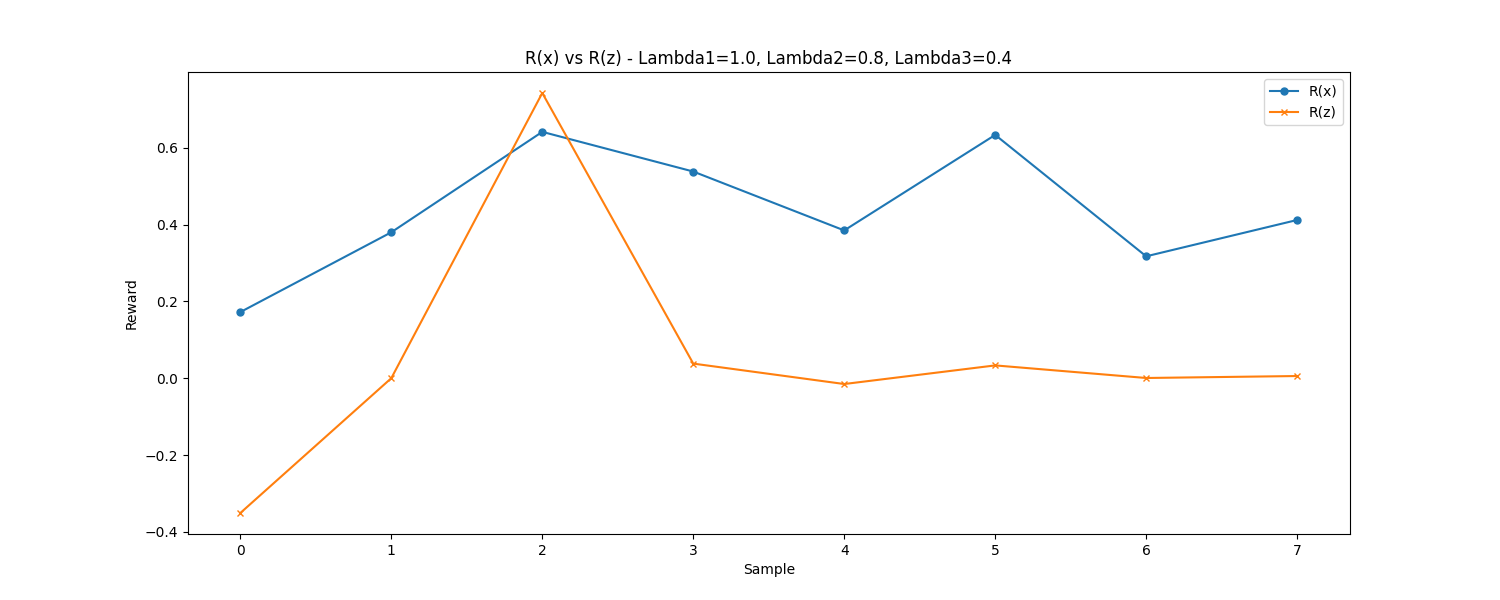 R(x) vs R(z) - Lambda1=1.0, Lambda2=0.8, Lambda3=0.4
R(x)
R(z)
0.6
0.4
0.2
0.0
−0.2
−0.4
Reward
0 1 2 3 4 5 6 7
Sample